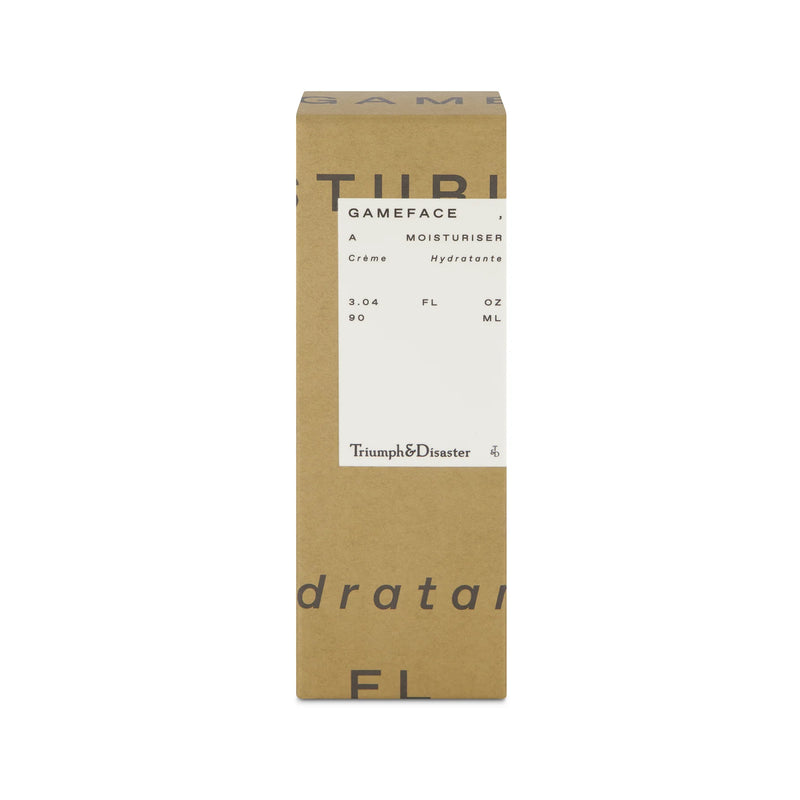 GAME
STURI
GAMEFACE ,
A MOISTURISER
Crème Hydratante
3.04 FL OZ
90 ML
Triumph&Disaster T&D
dratan
FL